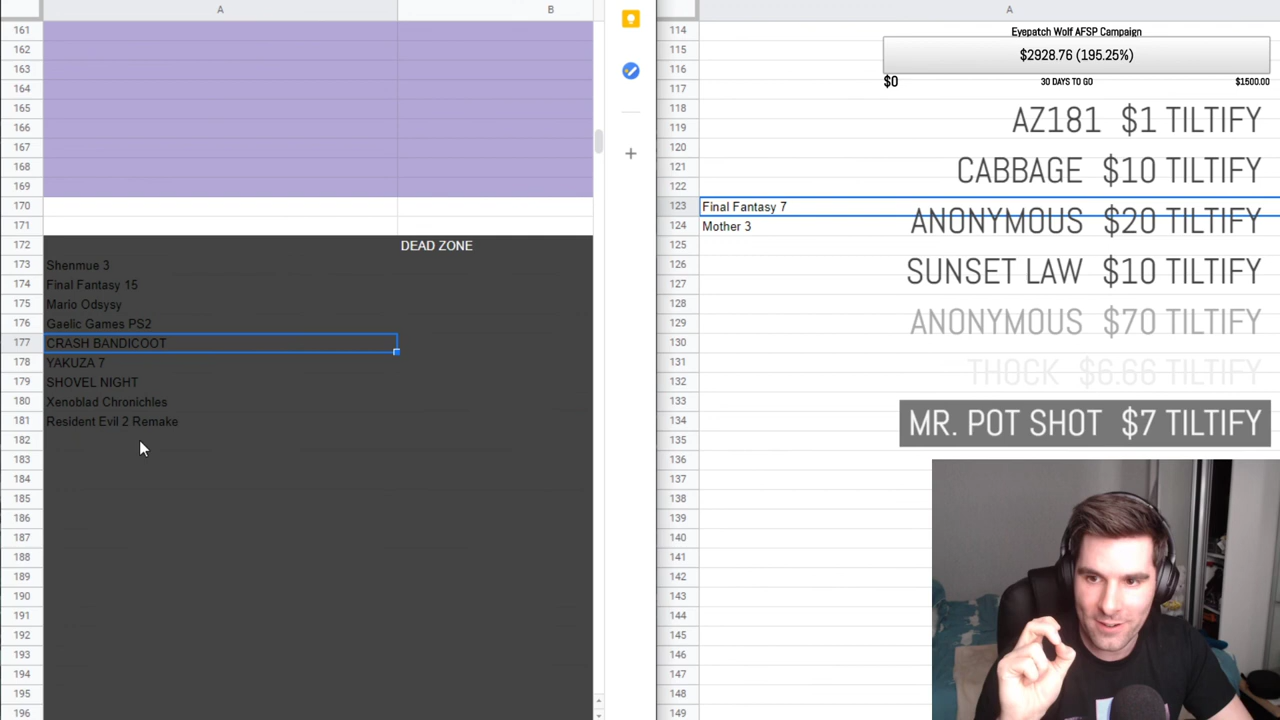 A
B
161
162
163
164
165
166
167
168
169
170
171
172 DEAD ZONE
173 Shenmue 3
174 Final Fantasy 15
175 Mario Odsysy
176 Gaelic Games PS2
177 CRASH BANDICOOT
178 YAKUZA 7
179 SHOVEL NIGHT
180 Xenoblad Chronichles
181 Resident Evil 2 Remake
182
183
184
185
186
187
188
189
190
191
192
193
194
195
196
A
114
115
116
117
118
119
120
121
122
123 Final Fantasy 7
124 Mother 3
125
126
127
128
129
130
131
132
133
134
135
136
137
138
139
140
141
142
143
144
145
146
147
148
149
Eyepatch Wolf AFSP Campaign
$2928.76 (195.25%)
$0 30 DAYS TO GO $1500.00
AZ181 $1 TILTIFY
CABBAGE $10 TILTIFY
ANONYMOUS $20 TILTIFY
SUNSET LAW $10 TILTIFY
ANONYMOUS $70 TILTIFY
THOCK $6.66 TILTIFY
MR. POT SHOT $7 TILTIFY